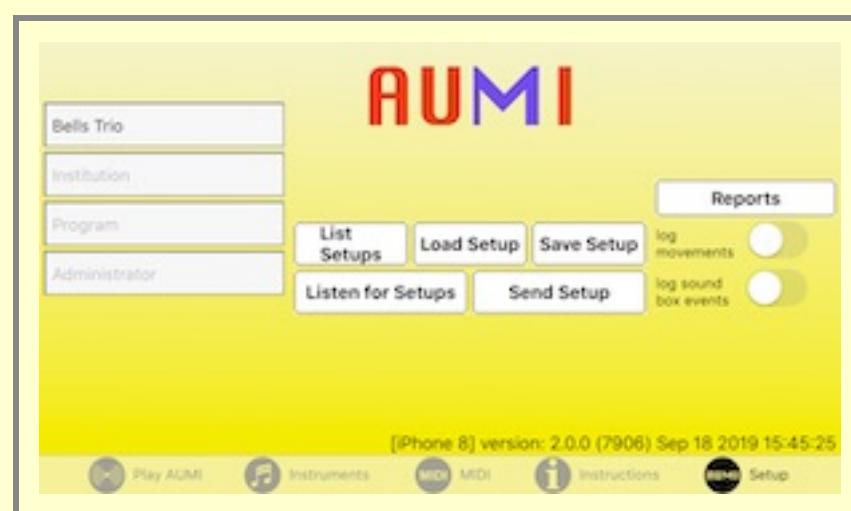 AUMI
Bells Trio
Institution
Program
Administrator
Reports
List
Setups
Load Setup
Save Setup
log
movements
Listen for Setups
Send Setup
log sound
box events
[iPhone 8] version: 2.0.0 (7906) Sep 18 2019 15:45:25
Play AUMI
Instruments
MIDI
MIDI
Instructions
Setup